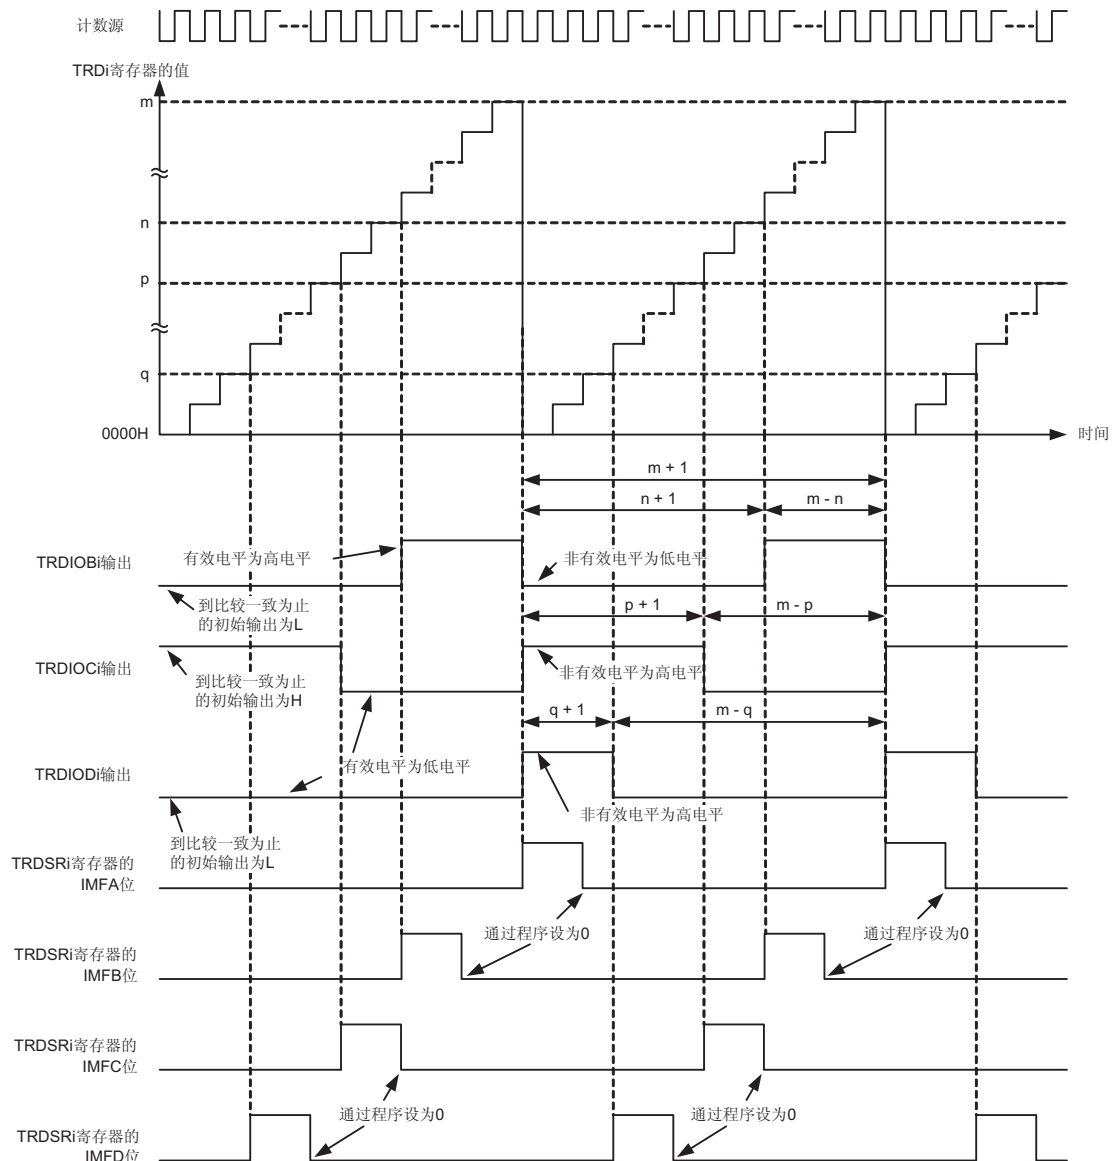 计数源
TRDi寄存器的值
m
n
p
q
0000H
时间
m + 1
n + 1
m - n
TRDIOBi输出
有效电平为高电平
非有效电平为低电平
到比较一致为止
的初始输出为L
p + 1
m - p
TRDIOCi输出
到比较一致为止
的初始输出为H
非有效电平为高电平
q + 1
m - q
TRDIODi输出
有效电平为低电平
到比较一致为止
的初始输出为L
非有效电平为高电平
TRDSRi寄存器的
IMFA位
通过程序设为0
通过程序设为0
TRDSRi寄存器的
IMFB位
TRDSRi寄存器的
IMFC位
通过程序设为0
通过程序设为0
TRDSRi寄存器的
IMFD位